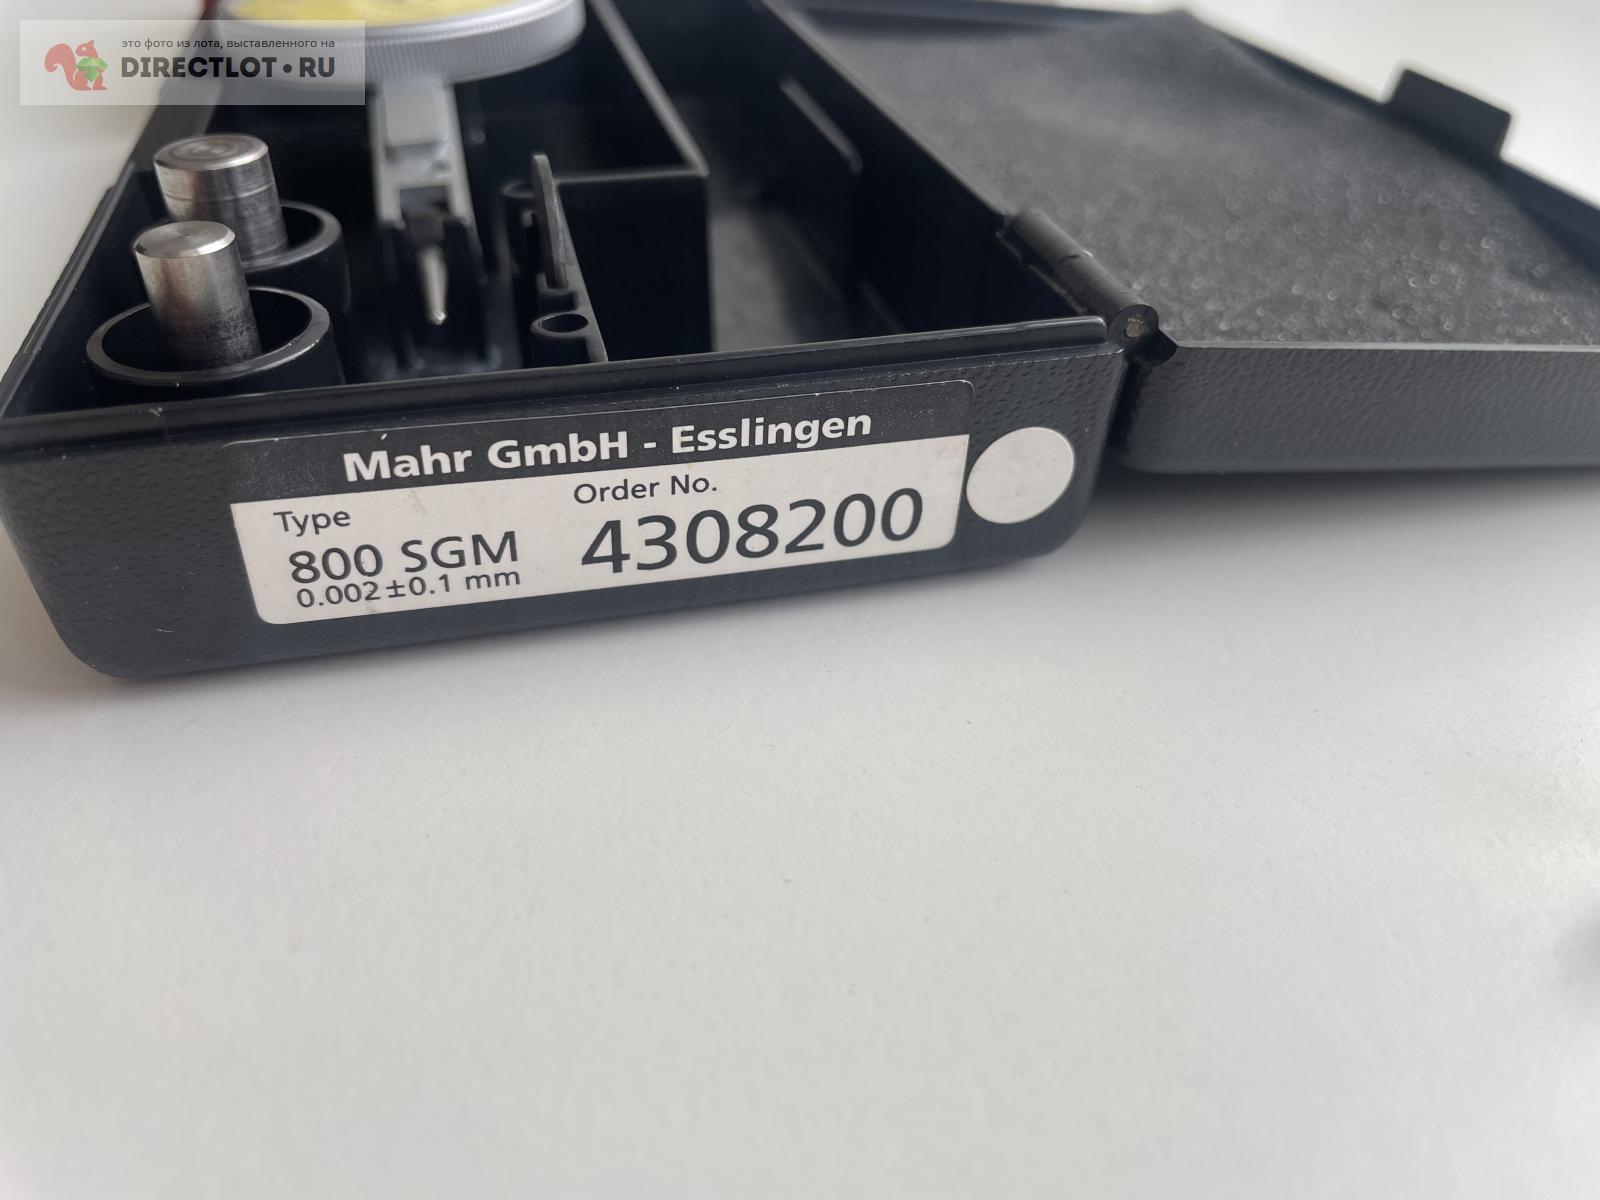 это фото из лота, выставленного на
DIRECTLOT.RU
Mahr GmbH - Esslingen
Type
Order No.
800 SGM
4308200
0.002±0.1 mm